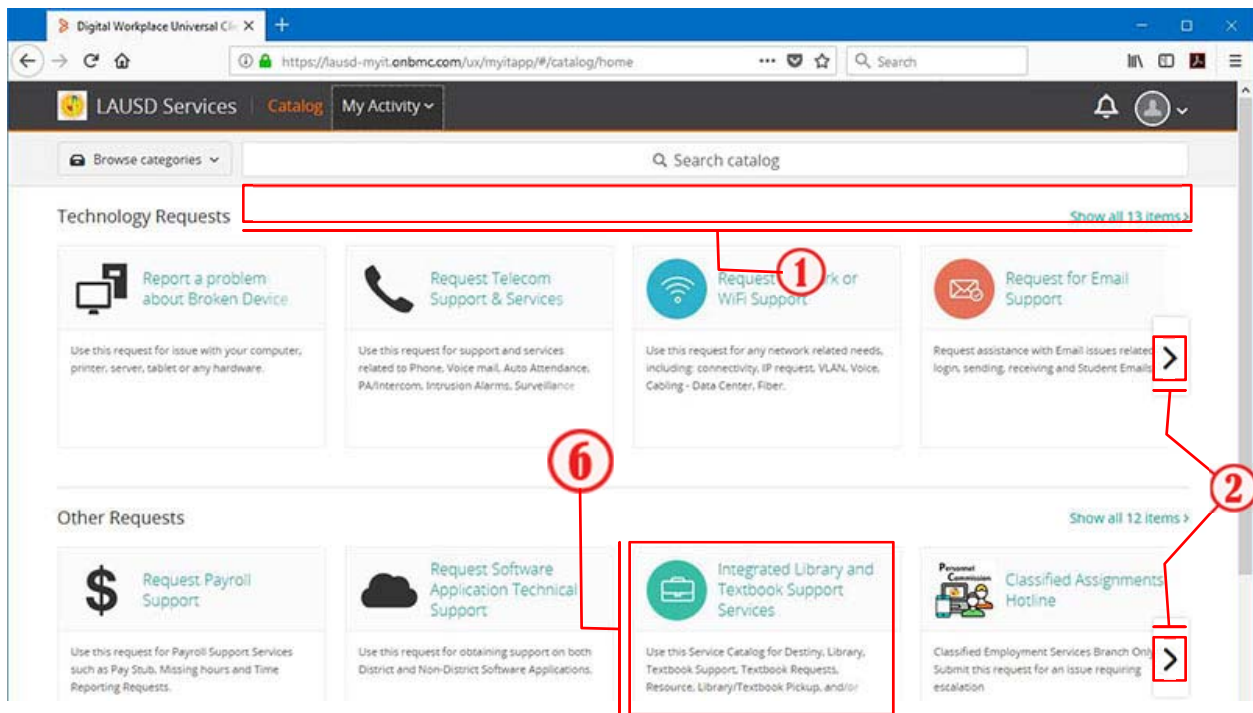 Digital Workplace Universal Cli
https://lausd-myit.onbmc.com/ux/myitapp/#/catalog/home
Search
LAUSD Services
Catalog
My Activity
Browse categories
Search catalog
Technology Requests
Show all 13 items >
1
Report a problem
about Broken Device
Request Telecom
Support & Services
Request
WiFi Support
Request for Email
Support
Use this request for issue with your computer,
printer, server, tablet or any hardware.
Use this request for support and services
related to Phone, Voice mail, Auto Attendance,
PA/Intercom, Intrusion Alarms, Surveillance
Use this request for any network related needs,
including: connectivity, IP request, VLAN, Voice,
Cabling - Data Center, Fiber.
Request assistance with Email issues related
login, sending, receiving and Student Emails
6
2
Other Requests
Show all 12 items >
Request Payroll
Support
Request Software
Application Technical
Support
Integrated Library and
Textbook Support
Services
Personnel
Commission
Classified Assignments
Hotline
Use this request for Payroll Support Services
such as Pay Stub, Missing hours and Time
Reporting Requests.
Use this request for obtaining support on both
District and Non-District Software Applications.
Use this Service Catalog for Destiny, Library,
Textbook Support, Textbook Requests,
Resource, Library/Textbook Pickup, and/or
Classified Employment Services Branch Only
Submit this request for an issue requiring
escalation